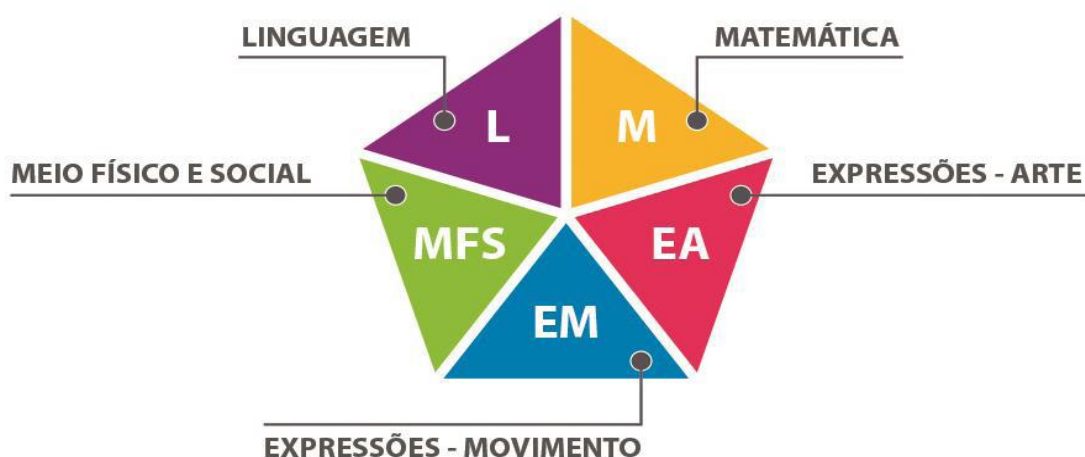 LINGUAGEM
MATEMÁTICA
L
M
MEIO FÍSICO E SOCIAL
EXPRESSÕES - ARTE
MFS
EA
EM
EXPRESSÕES - MOVIMENTO